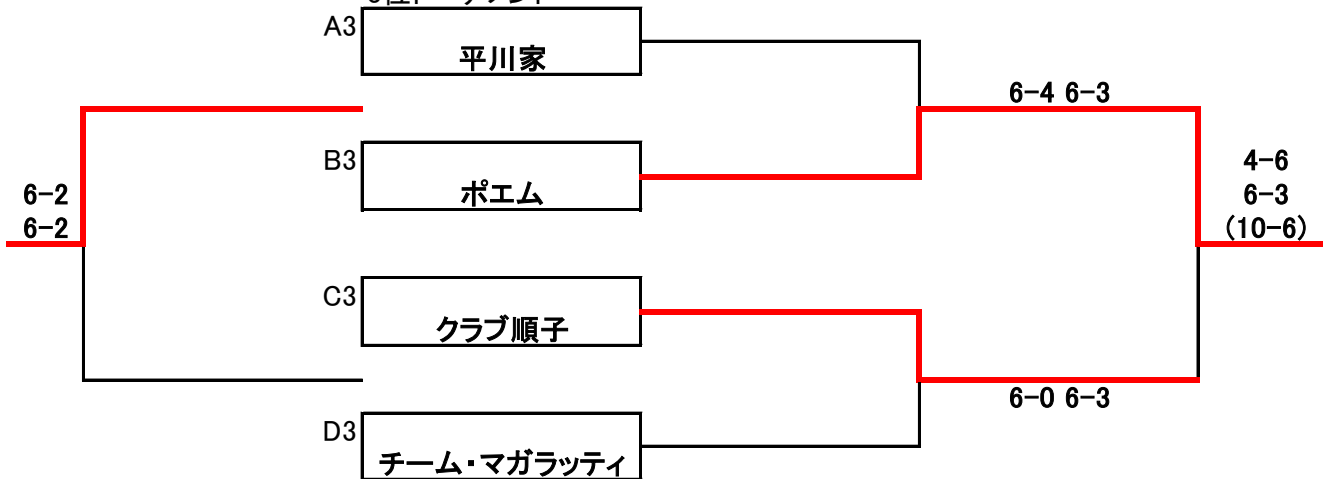 A3
平川家
6-4 6-3
B3
ポエム
4-6
6-3
(10-6)
6-2
6-2
C3
クラブ順子
6-0 6-3
D3
チーム・マガラッティ